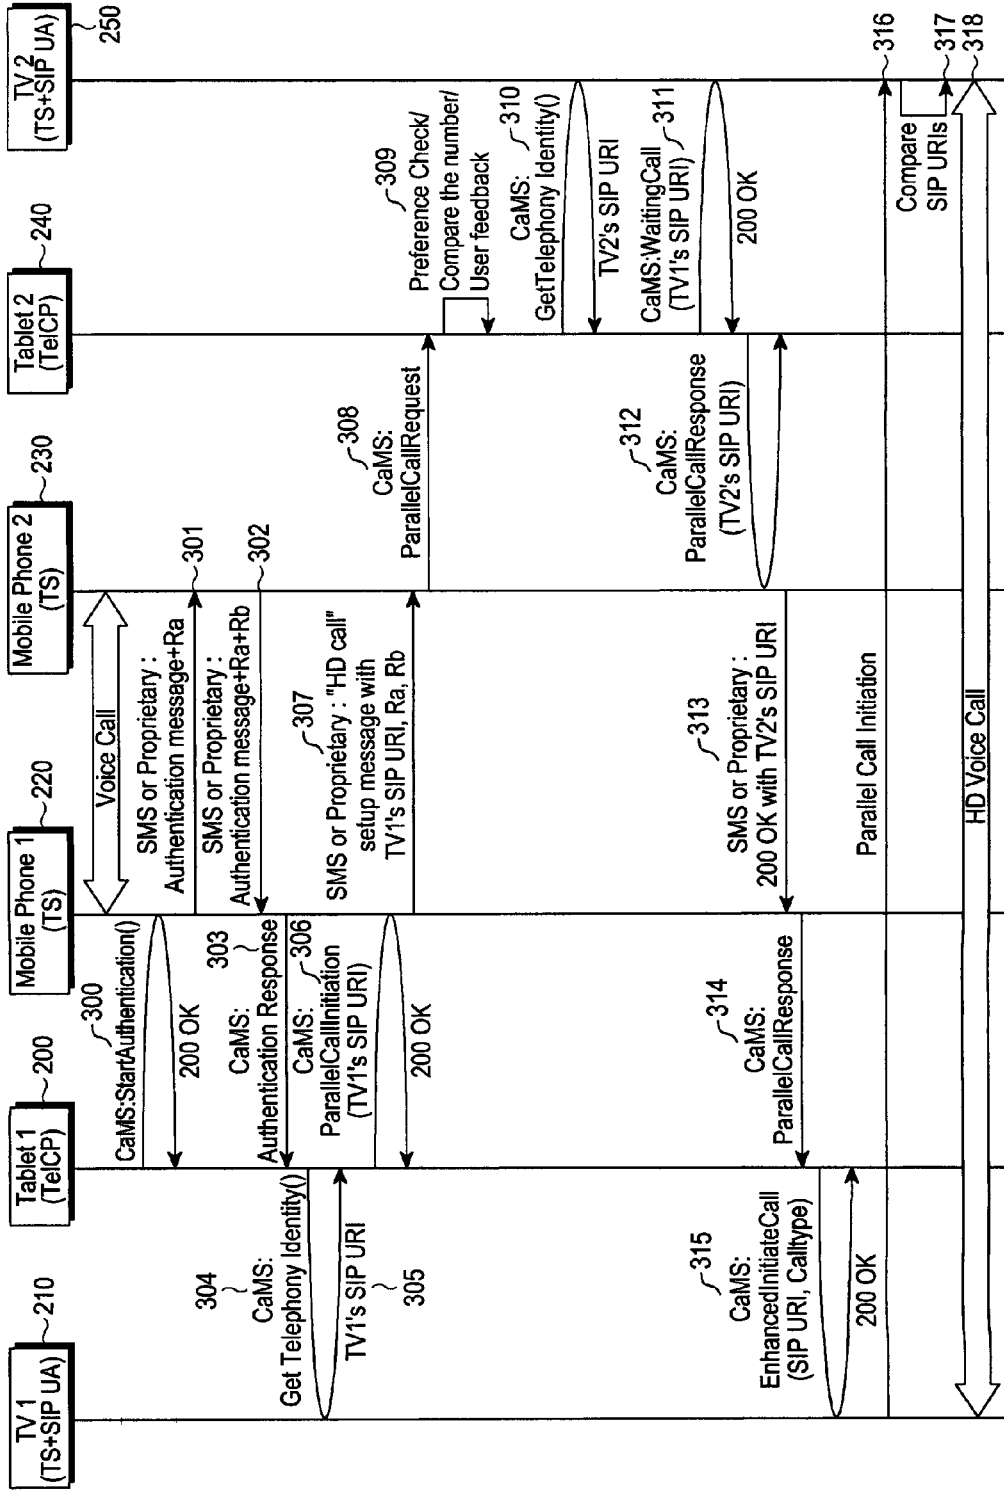 TV 1
(TS+SIP UA)
210
Tablet 1
(TelCP)
200
Mobile Phone 1
(TS)
220
Mobile Phone 2
(TS)
230
Tablet 2
(TelCP)
240
TV 2
(TS+SIP UA)
250
Voice Call
300
CaMS:StartAuthentication()
200 OK
SMS or Proprietary :
Authentication message+Ra
301
SMS or Proprietary :
Authentication message+Ra+Rb
302
303
CaMS:
Authentication Response
304
CaMS:
Get Telephony Identity()
TV1's SIP URI
305
CaMS:
306
ParallelCallInitiation
(TV1's SIP URI)
200 OK
307
SMS or Proprietary : "HD call"
setup message with
TV1's SIP URI, Ra, Rb
308
CaMS:
ParallelCallRequest
309
Preference Check/
Compare the number/
User feedback
CaMS:
310
GetTelephony Identity()
TV2's SIP URI
CaMS:WaitingCall
311
(TV1's SIP URI)
200 OK
312
CaMS:
ParallelCallResponse
(TV2's SIP URI)
313
SMS or Proprietary :
200 OK with TV2's SIP URI
314
CaMS:
ParallelCallResponse
315
CaMS:
EnhancedInitiateCall
(SIP URI, Calltype)
200 OK
Parallel Call Initiation
316
Compare
SIP URIs
317
HD Voice Call
318